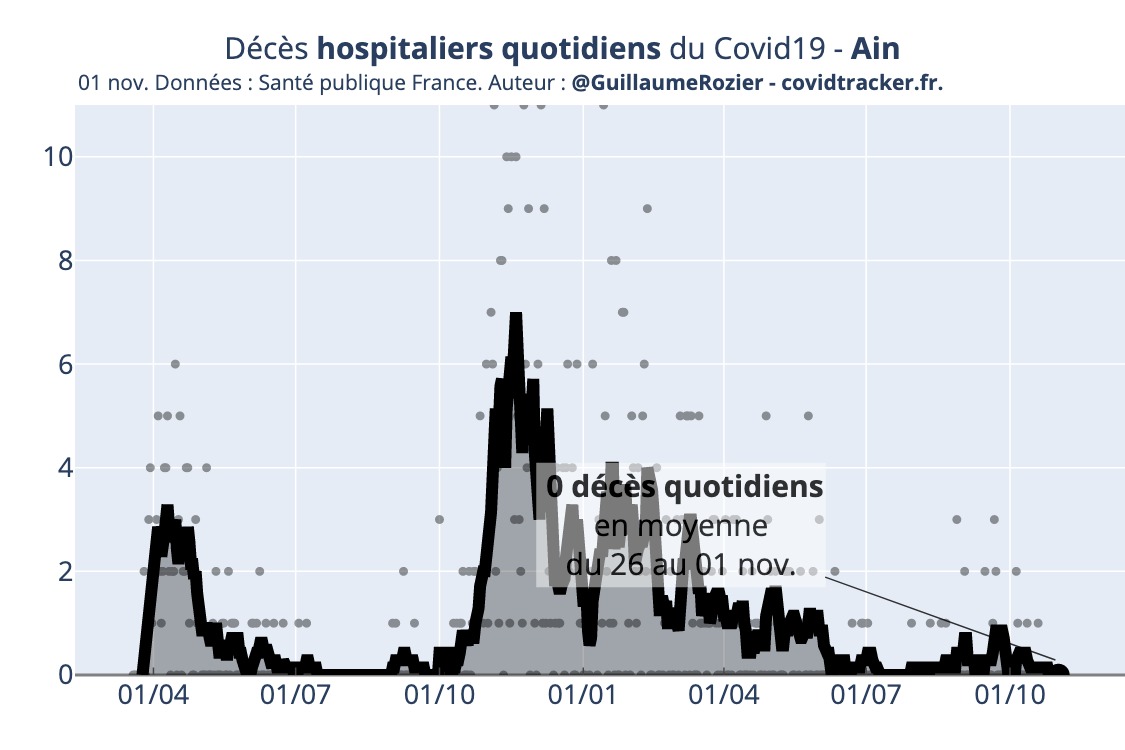 Décès hospitaliers quotidiens du Covid19 - Ain
01 nov. Données : Santé publique France. Auteur : @GuillaumeRozier - covidtracker.fr.
10
8
6
4
2
0
0 décès quotidiens
en moyenne
du 26 au 01 nov.
01/04 01/07 01/10 01/01 01/04 01/07 01/10